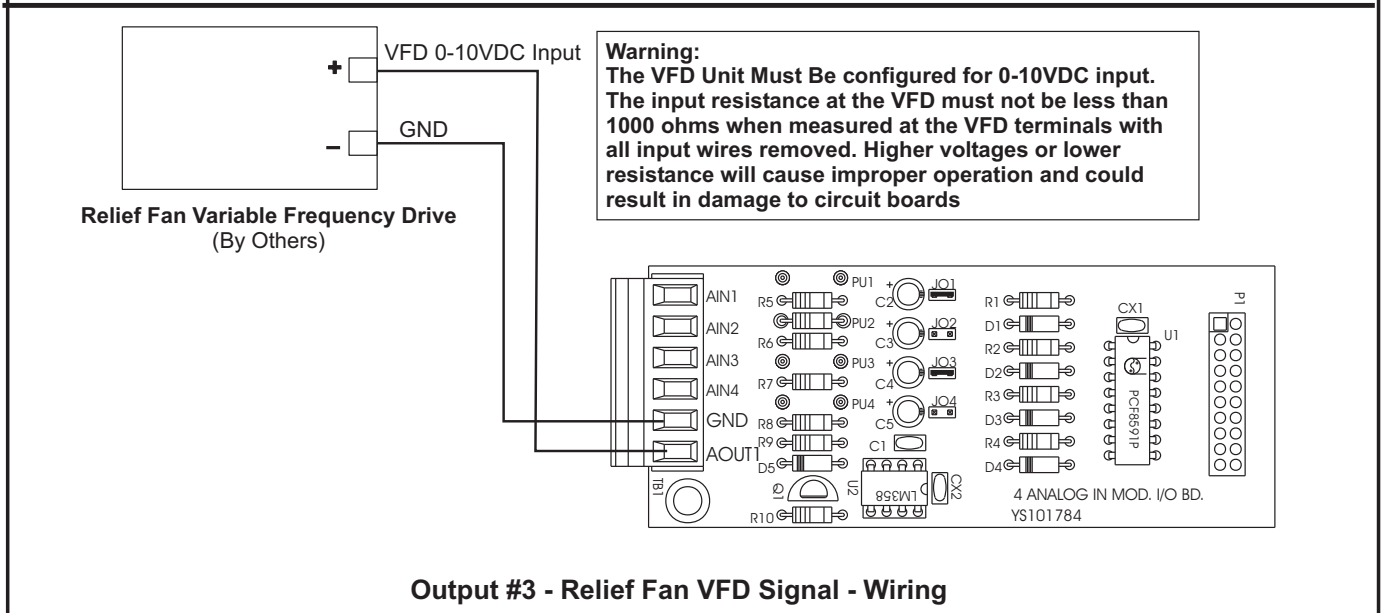 VFD 0-10VDC Input
+
GND
–
Relief Fan Variable Frequency Drive
(By Others)
Warning:
The VFD Unit Must Be configured for 0-10VDC input.
The input resistance at the VFD must not be less than
1000 ohms when measured at the VFD terminals with
all input wires removed. Higher voltages or lower
resistance will cause improper operation and could
result in damage to circuit boards
AIN1
AIN2
AIN3
AIN4
GND
AOUT1
TB1
R5
R6
R7
R8
R9
D5
Q1
R10
PU1
PU2
PU3
PU4
+
C2
+
C3
+
C4
+
C5
C1
JO1
JO2
JO3
JO4
U2
LM358
CX2
R1
D1
R2
D2
R3
D3
R4
D4
CX1
U1
PCF8591P
P1
4 ANALOG IN MOD. I/O BD.
YS101784
Output #3 - Relief Fan VFD Signal - Wiring